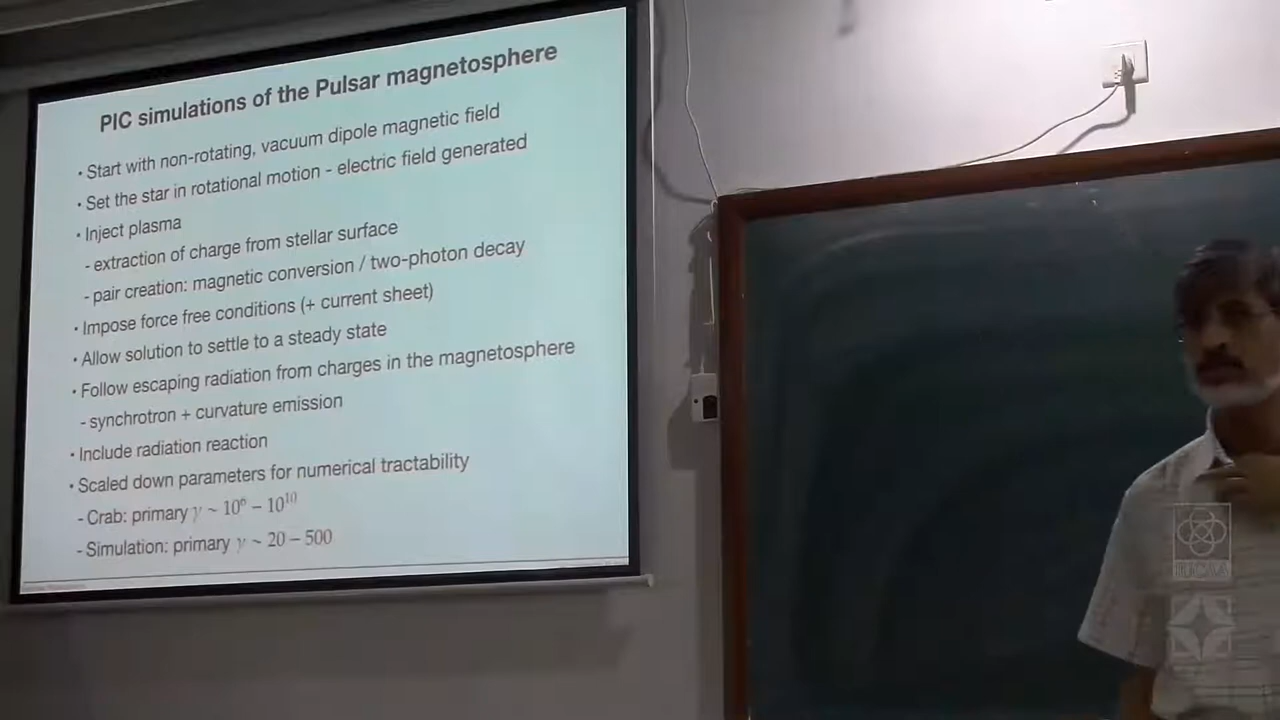 PIC simulations of the Pulsar magnetosphere
• Start with non-rotating, vacuum dipole magnetic field
• Set the star in rotational motion - electric field generated
• Inject plasma
- extraction of charge from stellar surface
- pair creation: magnetic conversion / two-photon decay
• Impose force free conditions (+ current sheet)
• Allow solution to settle to a steady state
• Follow escaping radiation from charges in the magnetosphere
- synchrotron + curvature emission
• Include radiation reaction
• Scaled down parameters for numerical tractability
- Crab: primary γ ~ 10⁶ − 10¹⁰
- Simulation: primary γ ~ 20 − 500